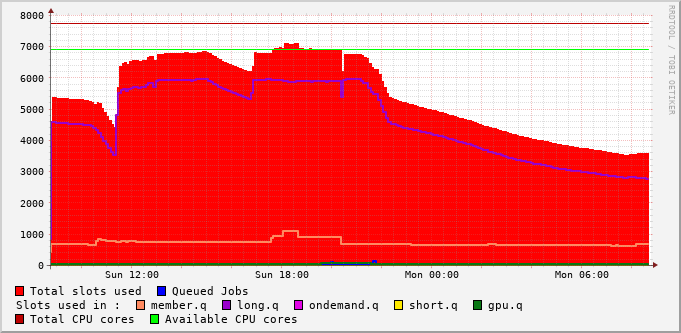 8000
7000
6000
5000
4000
3000
2000
1000
0
Sun 12:00 Sun 18:00 Mon 00:00 Mon 06:00
Total slots used Queued Jobs
Slots used in : member.q long.q ondemand.q short.q gpu.q
Total CPU cores Available CPU cores
RRDTOOL / TOBI OETIKER